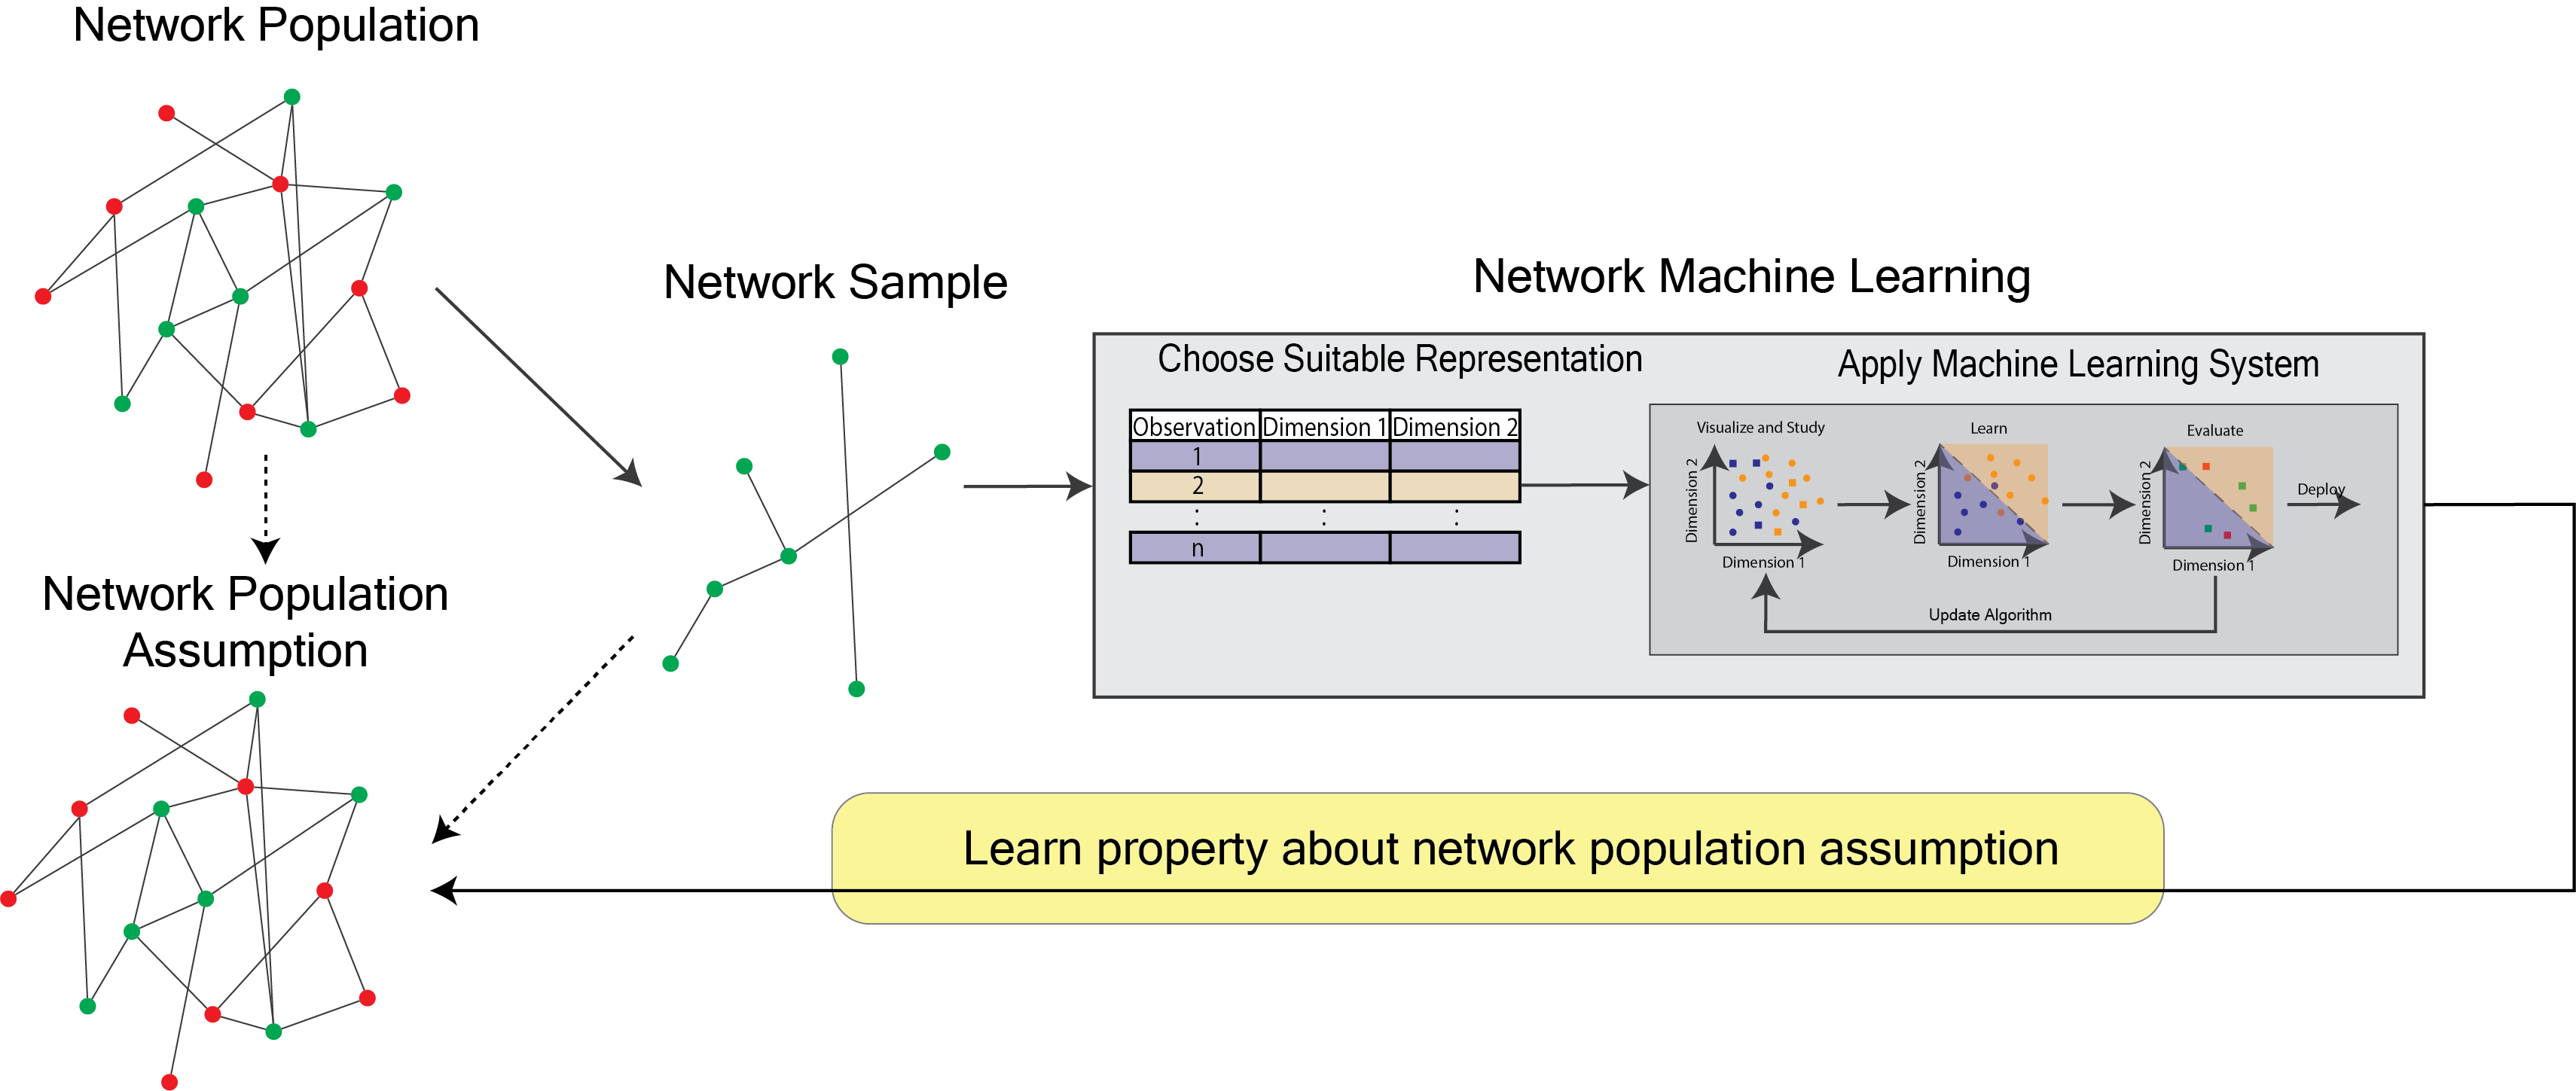 Network Population
Network Population
Assumption
Network Sample
Network Machine Learning
Choose Suitable Representation
Observation Dimension 1 Dimension 2
1
2
: : :
n
Apply Machine Learning System
Visualize and Study
Dimension 2
Dimension 1
Learn
Dimension 2
Dimension 1
Evaluate
Dimension 2
Dimension 1
Deploy
Update Algorithm
Learn property about network population assumption